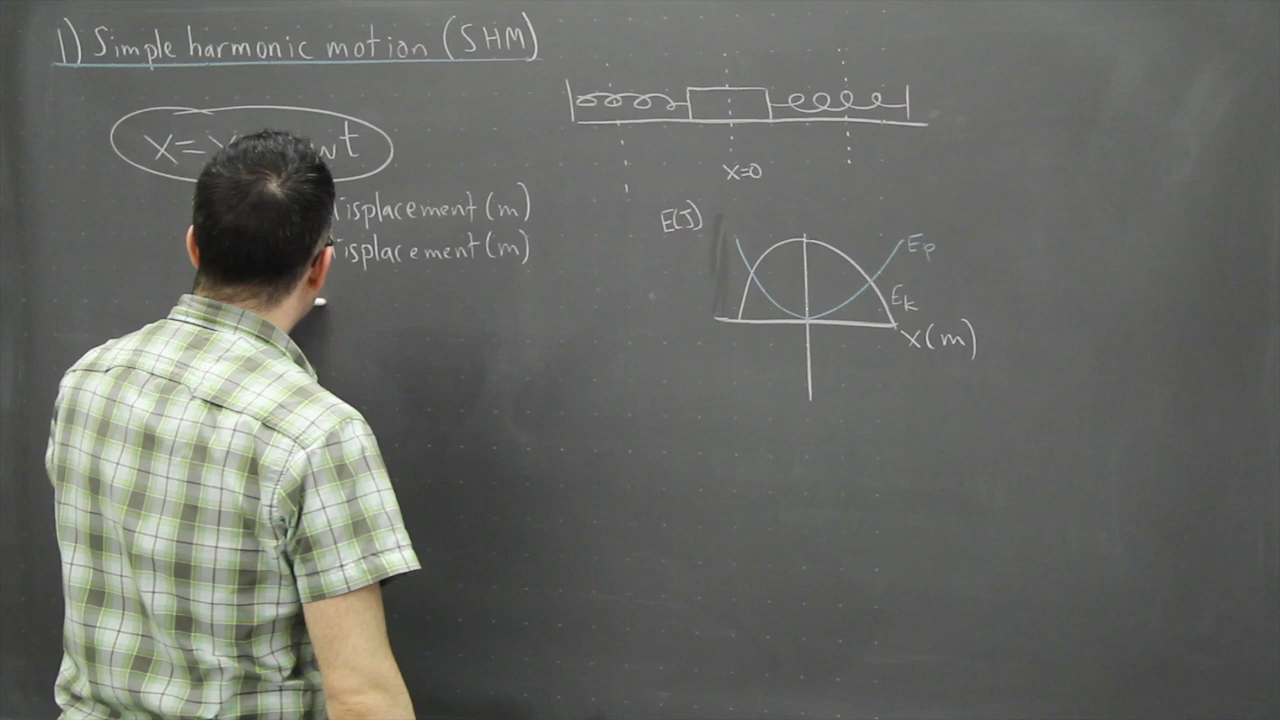 1) Simple harmonic motion (SHM)
x=
t
isplacement (m)
isplacement (m)
x=0
E(J)
Ep
Ek
x(m)